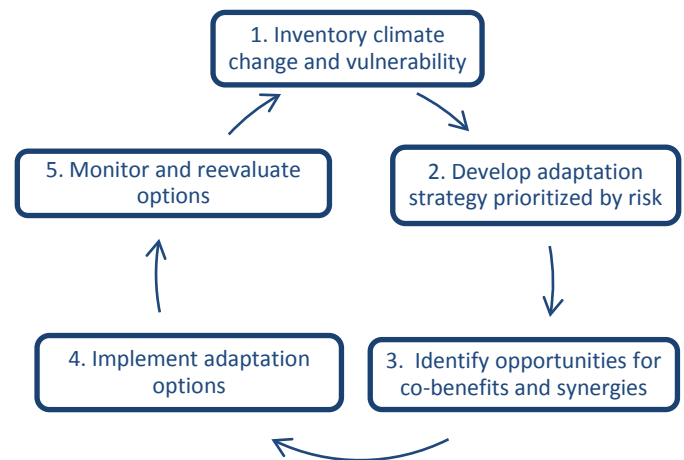 1. Inventory climate
change and vulnerability
2. Develop adaptation
strategy prioritized by risk
3.  Identify opportunities for
co-benefits and synergies
4. Implement adaptation
options
5. Monitor and reevaluate
options